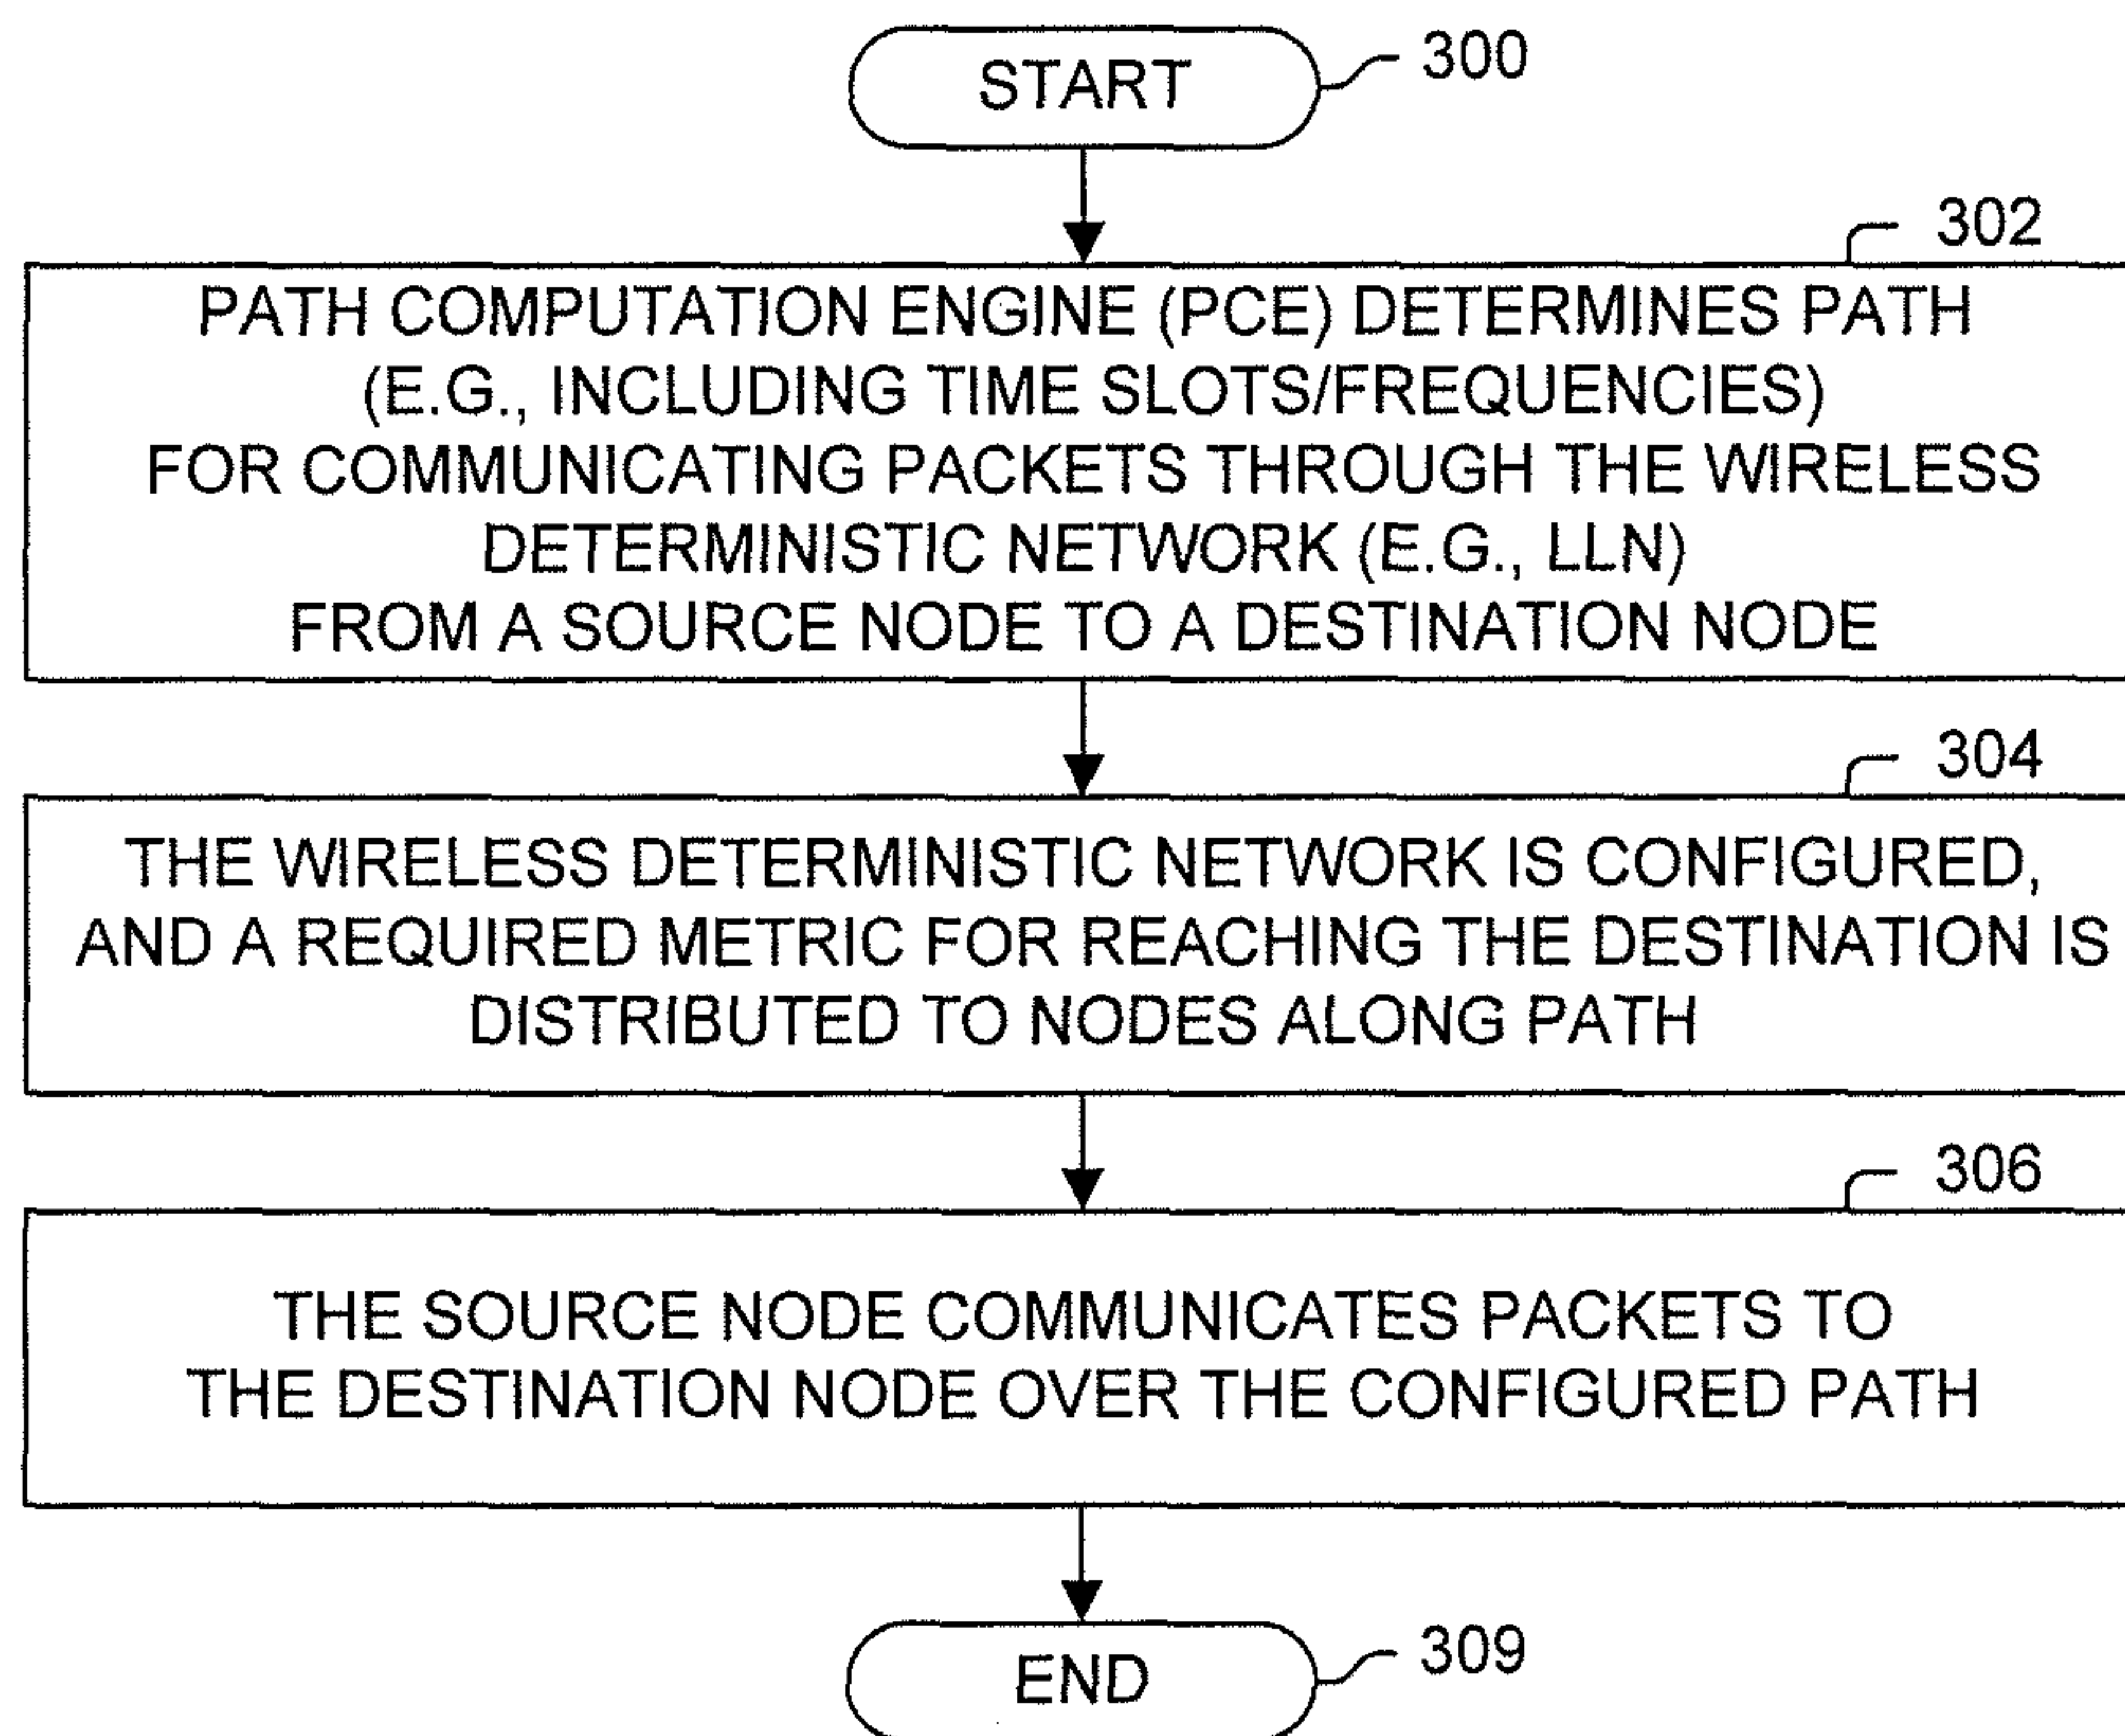 START
300
302
PATH COMPUTATION ENGINE (PCE) DETERMINES PATH
(E.G., INCLUDING TIME SLOTS/FREQUENCIES)
FOR COMMUNICATING PACKETS THROUGH THE WIRELESS
DETERMINISTIC NETWORK (E.G., LLN)
FROM A SOURCE NODE TO A DESTINATION NODE
304
THE WIRELESS DETERMINISTIC NETWORK IS CONFIGURED,
AND A REQUIRED METRIC FOR REACHING THE DESTINATION IS
DISTRIBUTED TO NODES ALONG PATH
306
THE SOURCE NODE COMMUNICATES PACKETS TO
THE DESTINATION NODE OVER THE CONFIGURED PATH
END
309